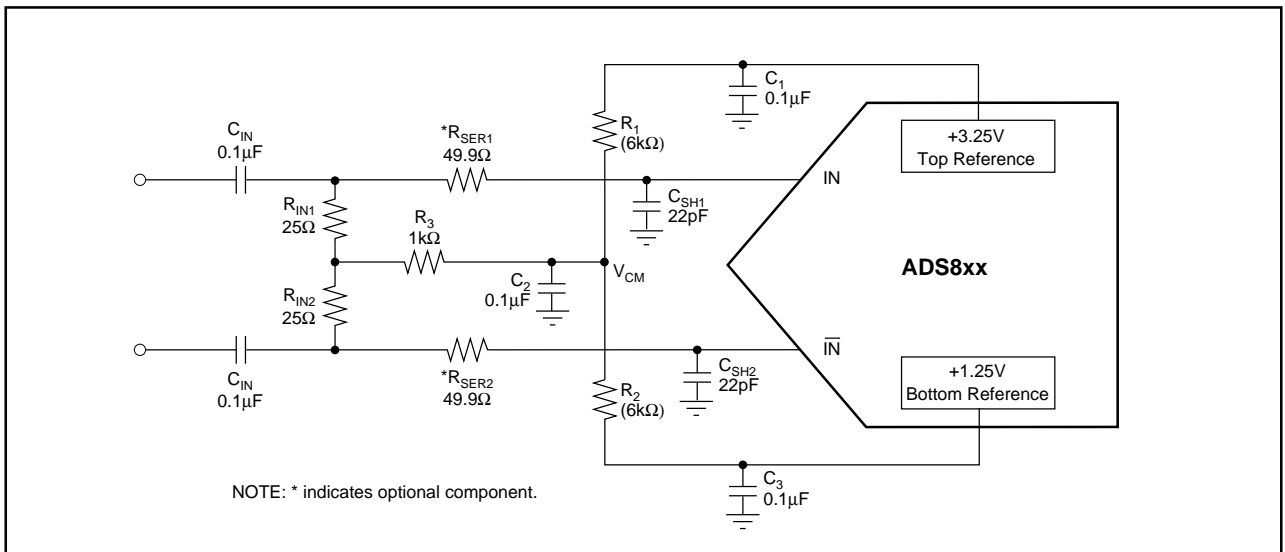 C1
0.1µF
R1
(6kΩ)
+3.25V
Top Reference
CIN
0.1µF
*RSER1
49.9Ω
IN
CSH1
22pF
RIN1
25Ω
R3
1kΩ
ADS8xx
VCM
C2
0.1µF
RIN2
25Ω
CIN
0.1µF
*RSER2
49.9Ω
IN
CSH2
22pF
R2
(6kΩ)
+1.25V
Bottom Reference
C3
0.1µF
NOTE: * indicates optional component.